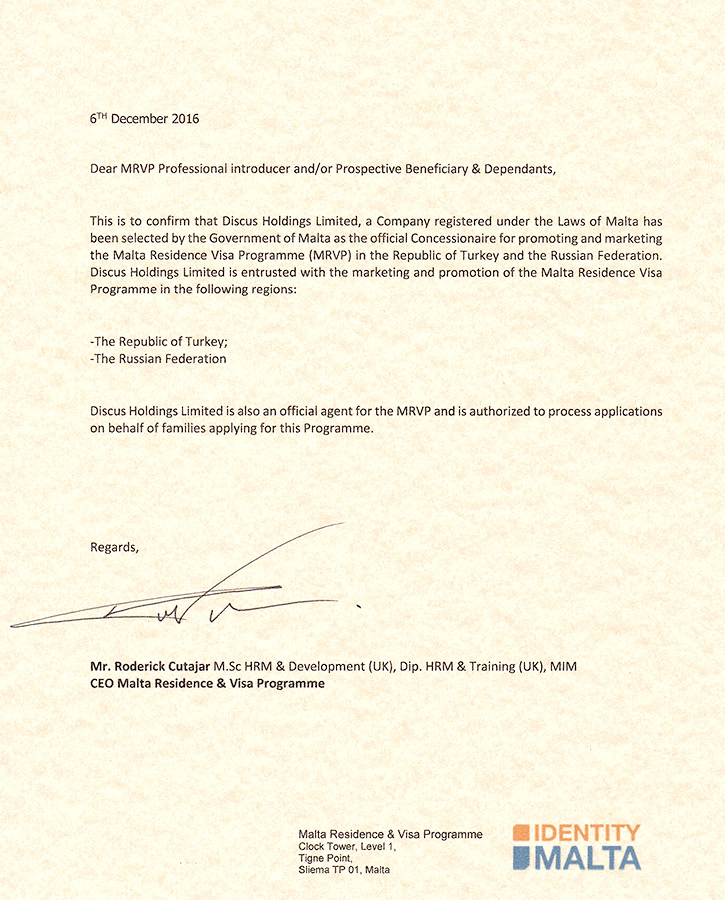 6TH December 2016
Dear MRVP Professional introducer and/or Prospective Beneficiary & Dependants,
This is to confirm that Discus Holdings Limited, a Company registered under the Laws of Malta has
been selected by the Government of Malta as the official Concessionaire for promoting and marketing
the Malta Residence Visa Programme (MRVP) in the Republic of Turkey and the Russian Federation.
Discus Holdings Limited is entrusted with the marketing and promotion of the Malta Residence Visa
Programme in the following regions:
-The Republic of Turkey;
-The Russian Federation
Discus Holdings Limited is also an official agent for the MRVP and is authorized to process applications
on behalf of families applying for this Programme.
Regards,
Mr. Roderick Cutajar M.Sc HRM & Development (UK), Dip. HRM & Training (UK), MIM
CEO Malta Residence & Visa Programme
Malta Residence & Visa Programme
Clock Tower, Level 1,
Tigne Point,
Sliema TP 01, Malta
IDENTITY
MALTA